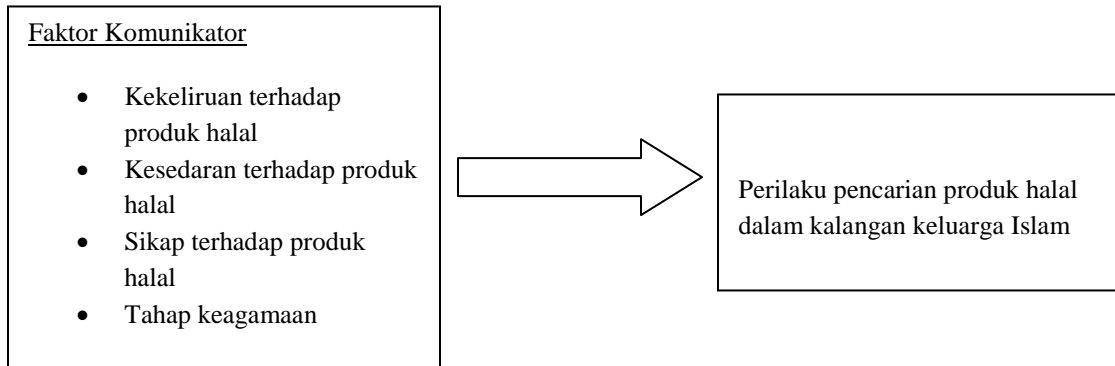 Faktor Komunikator
• Kekeliruan terhadap
produk halal
• Kesedaran terhadap produk
halal
• Sikap terhadap produk
halal
• Tahap keagamaan
Perilaku pencarian produk halal
dalam kalangan keluarga Islam